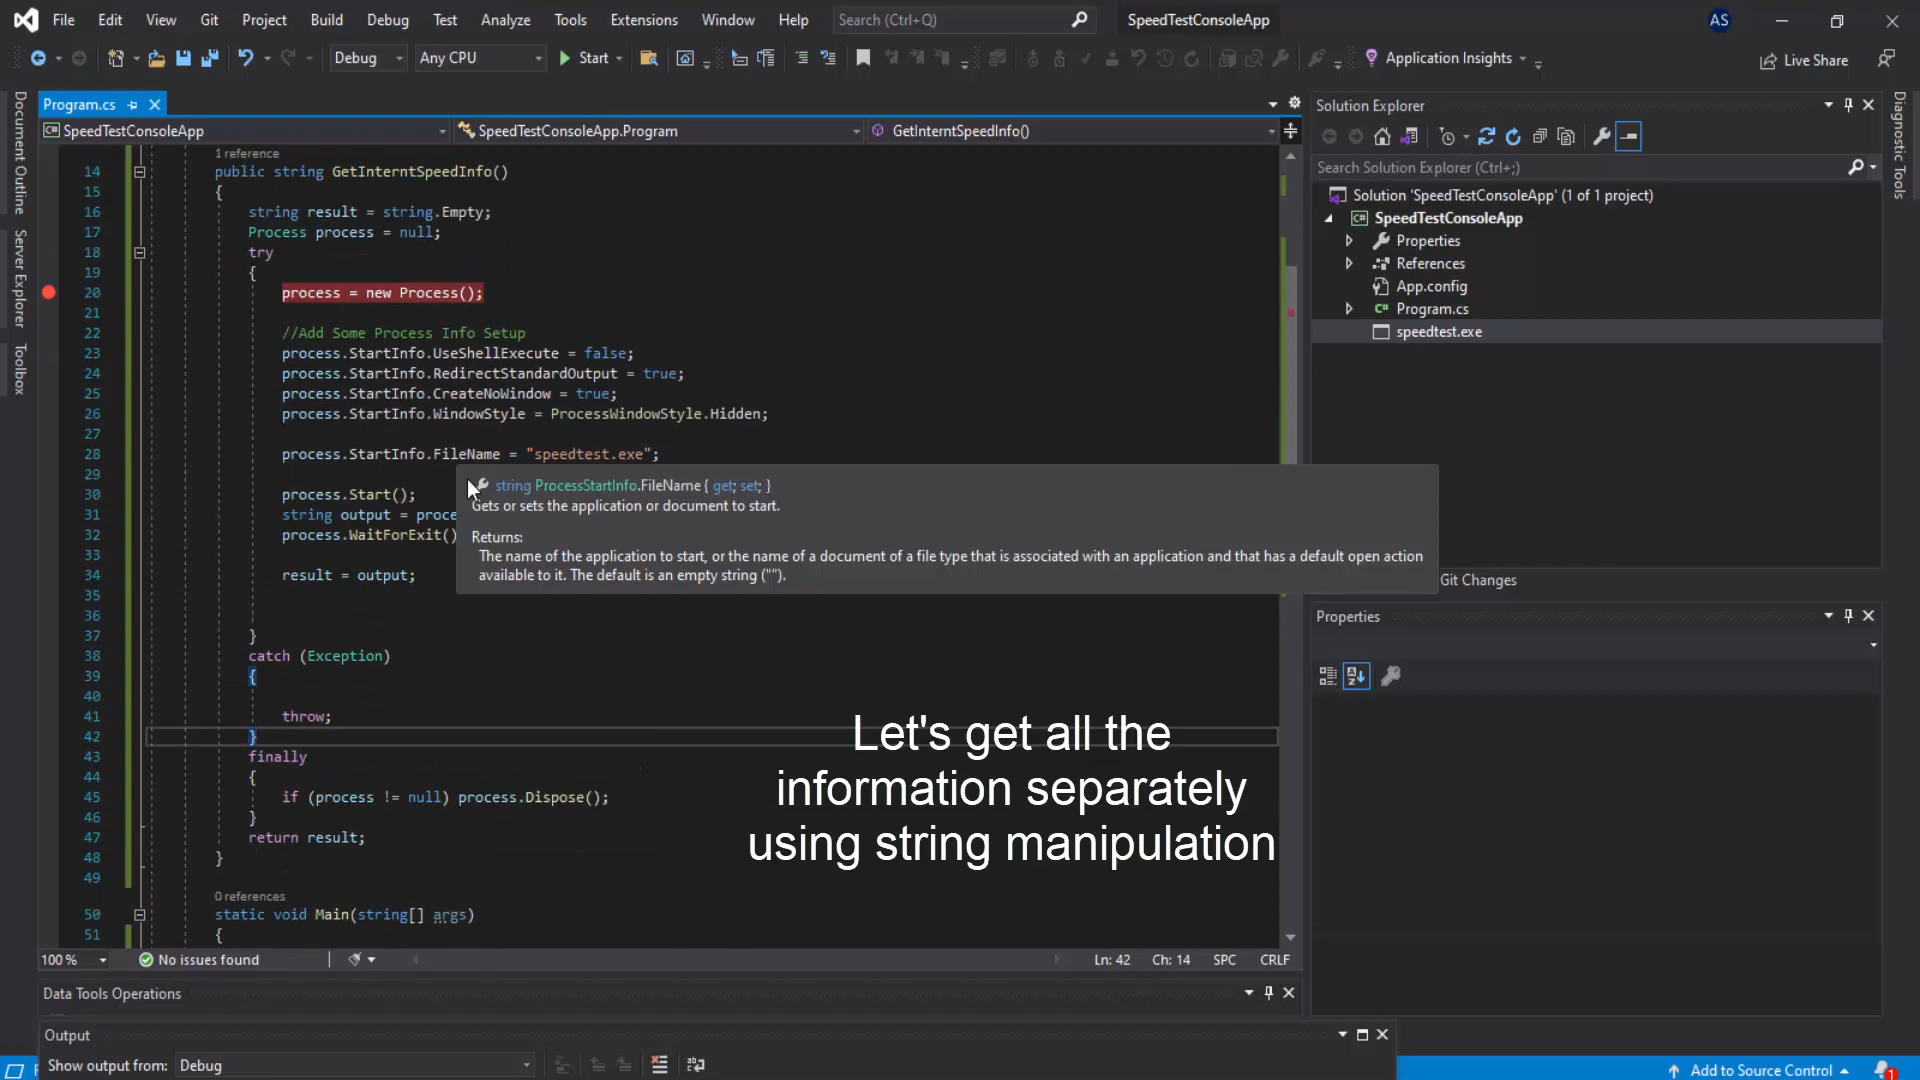 File Edit View Git Project Build Debug Test Analyze Tools Extensions Window Help Search (Ctrl+Q) SpeedTestConsoleApp AS
Debug Any CPU Start Application Insights Live Share
Program.cs
SpeedTestConsoleApp SpeedTestConsoleApp.Program GetInterntSpeedInfo()
1 reference
14 public string GetInterntSpeedInfo()
15 {
16 string result = string.Empty;
17 Process process = null;
18 try
19 {
20 process = new Process();
21
22 //Add Some Process Info Setup
23 process.StartInfo.UseShellExecute = false;
24 process.StartInfo.RedirectStandardOutput = true;
25 process.StartInfo.CreateNoWindow = true;
26 process.StartInfo.WindowStyle = ProcessWindowStyle.Hidden;
27
28 process.StartInfo.FileName = "speedtest.exe";
29
30 process.Start();
31 string output = proce
32 process.WaitForExit()
33
34 result = output;
35
36
37 }
38 catch (Exception)
39 {
40
41 throw;
42 }
43 finally
44 {
45 if (process != null) process.Dispose();
46 }
47 return result;
48 }
49
0 references
50 static void Main(string[] args)
51 {
string ProcessStartInfo.FileName { get; set; }
Gets or sets the application or document to start.
Returns:
The name of the application to start, or the name of a document of a file type that is associated with an application and that has a default open action
available to it. The default is an empty string ("").
Let's get all the
information separately
using string manipulation
100 % No issues found Ln: 42 Ch: 14 SPC CRLF
Data Tools Operations
Output
Show output from: Debug
Document Outline
Server Explorer
Toolbox
Solution Explorer
Search Solution Explorer (Ctrl+;)
Solution 'SpeedTestConsoleApp' (1 of 1 project)
SpeedTestConsoleApp
Properties
References
App.config
Program.cs
speedtest.exe
Git Changes
Properties
Diagnostic Tools
Add to Source Control 1